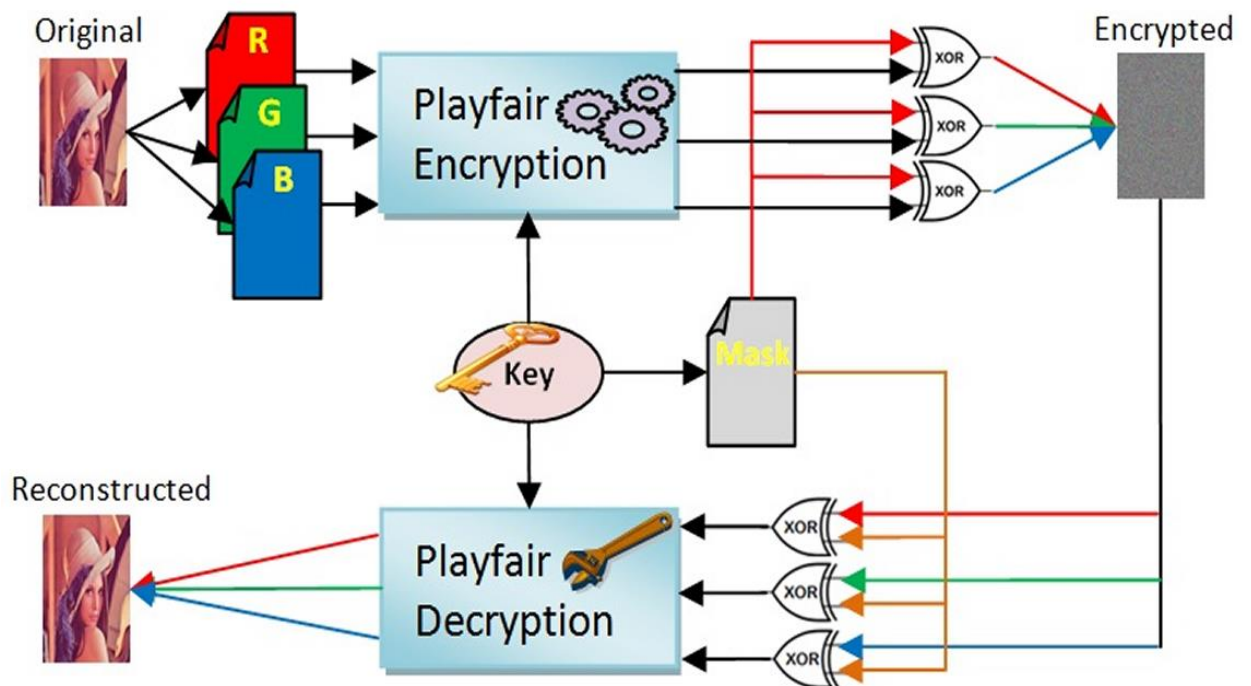 Original
R
G
B
Playfair
Encryption
XOR
XOR
XOR
Encrypted
Key
Mask
Reconstructed
Playfair
Decryption
XOR
XOR
XOR